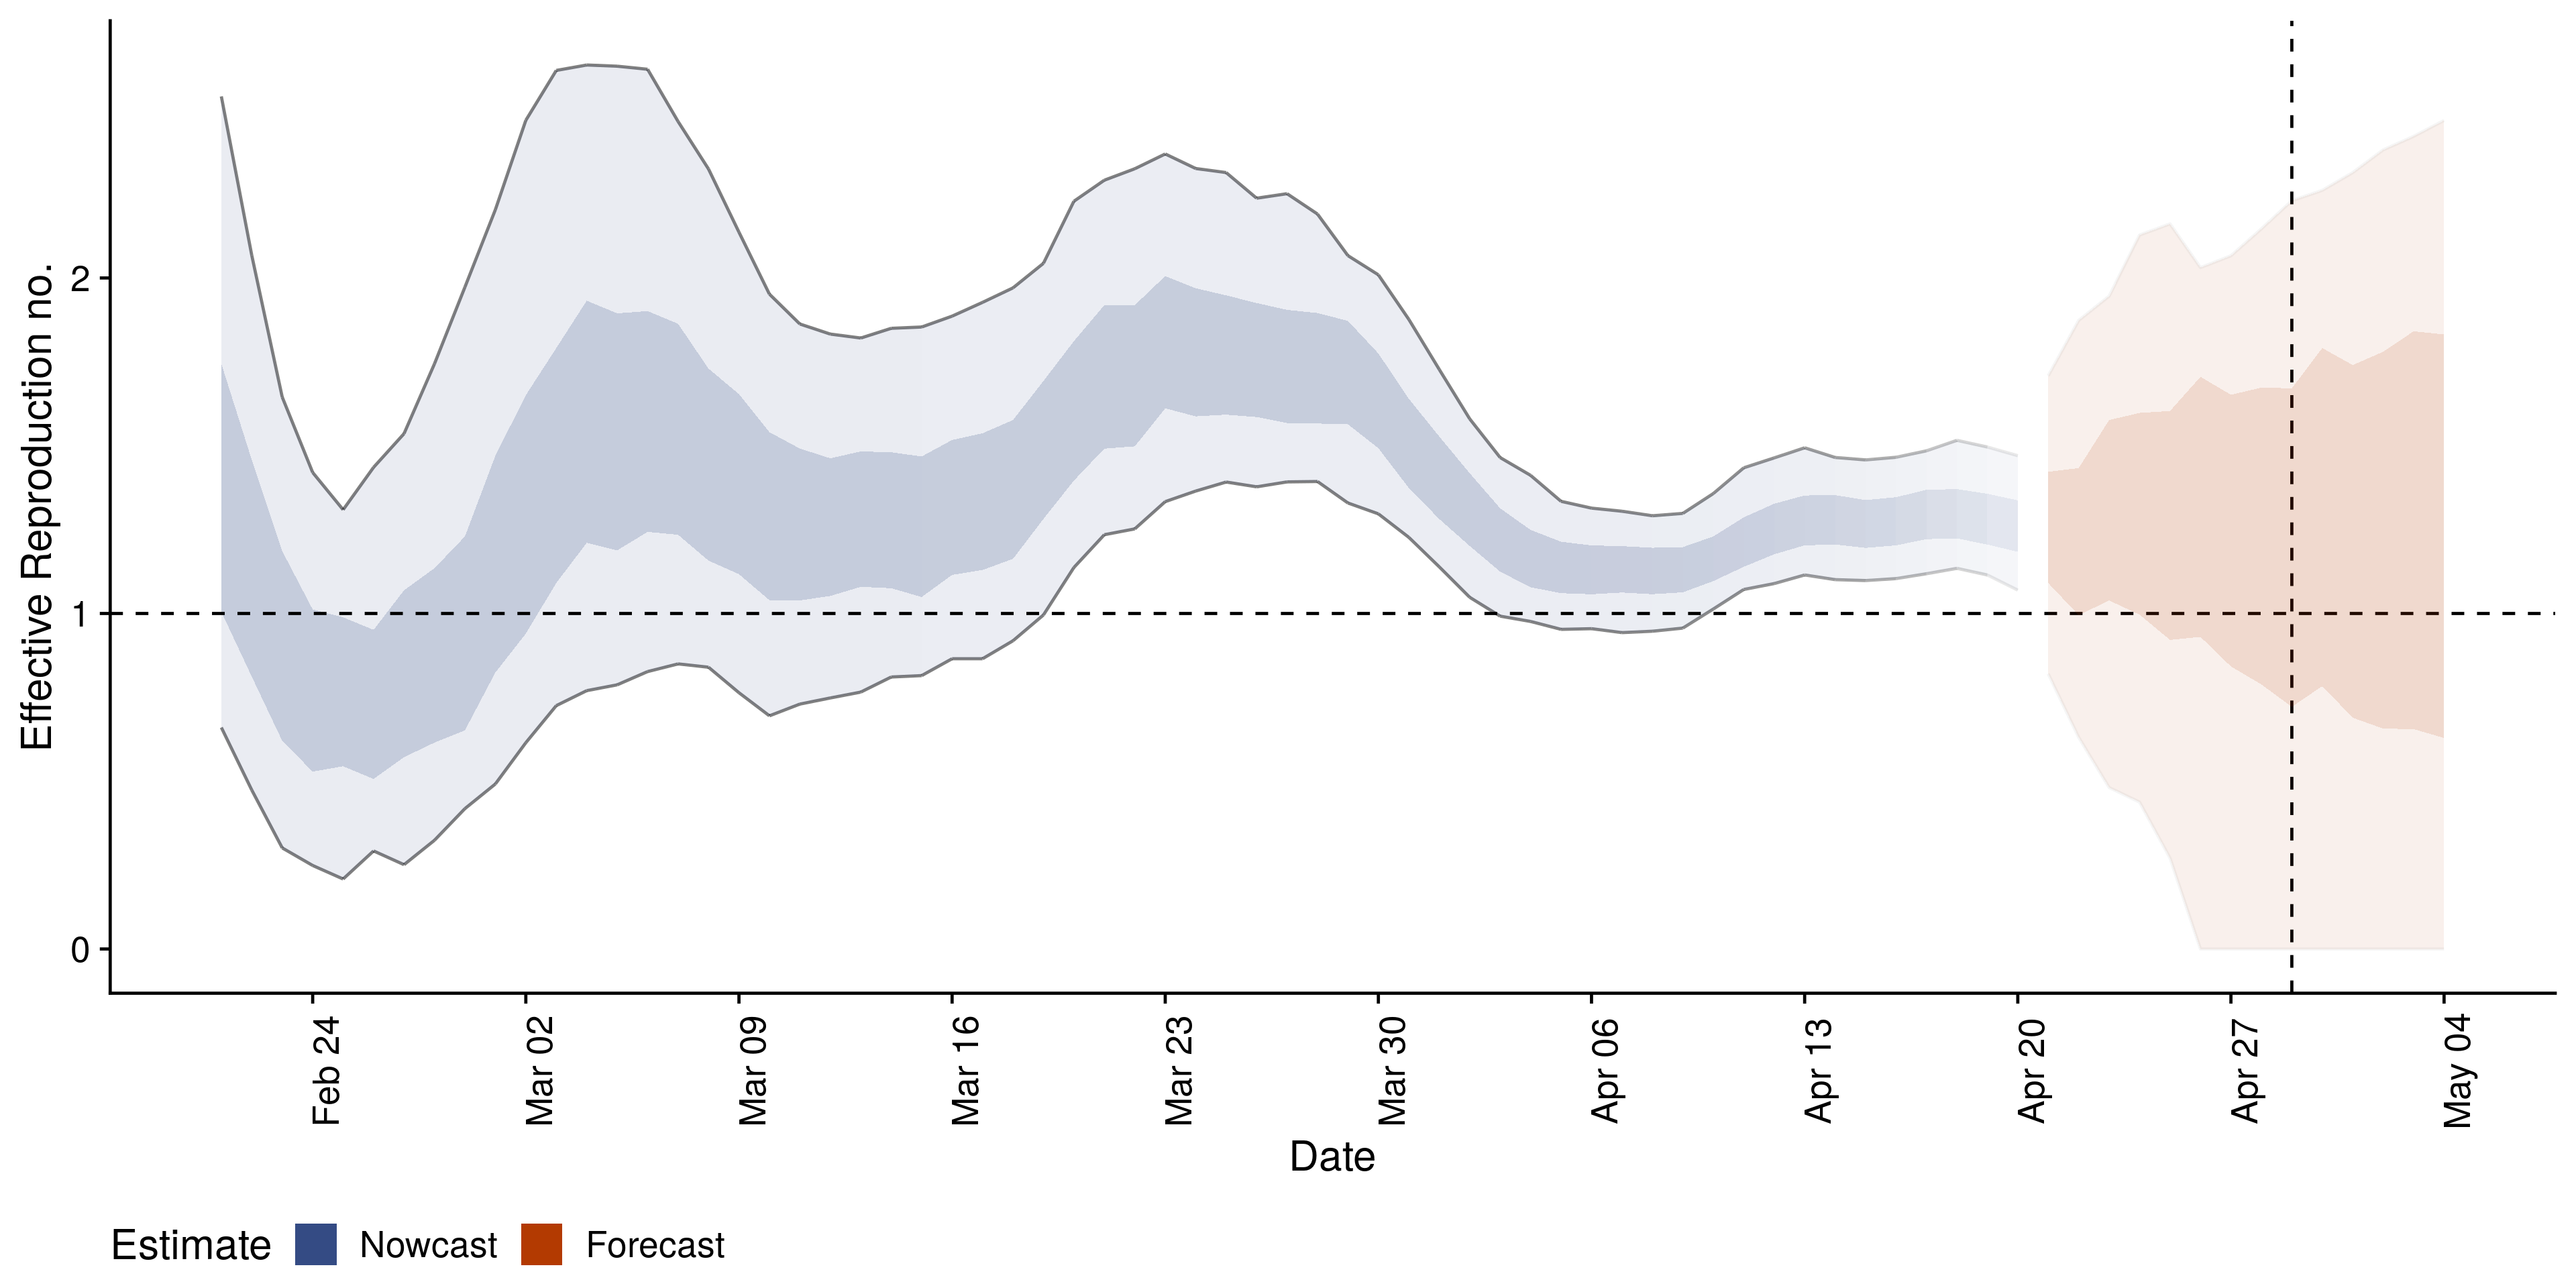 Effective Reproduction no.
2
1
0
Feb 24
Mar 02
Mar 09
Mar 16
Mar 23
Mar 30
Apr 06
Apr 13
Apr 20
Apr 27
May 04
Date
Estimate Nowcast Forecast